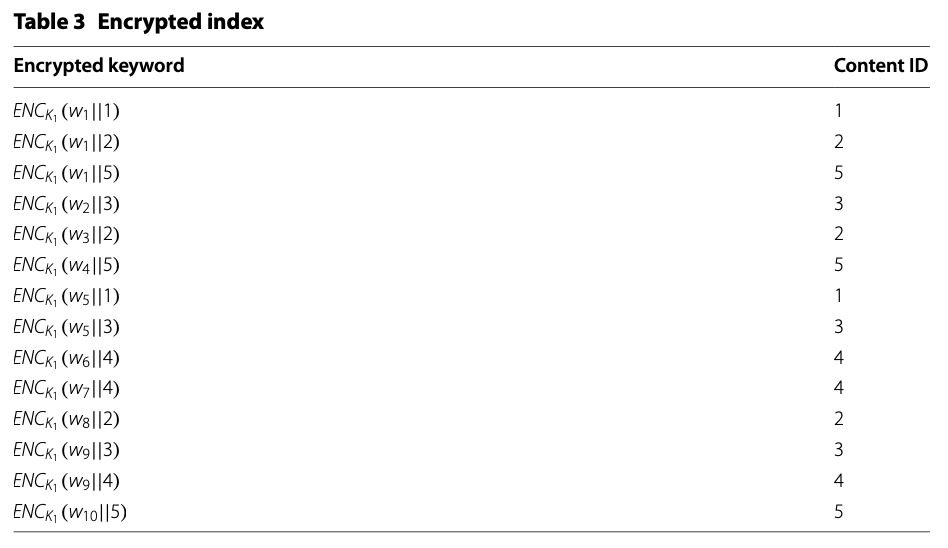 Table 3 Encrypted index
Encrypted keyword Content ID
ENC_{K_1}(w_1||1) 1
ENC_{K_1}(w_1||2) 2
ENC_{K_1}(w_1||5) 5
ENC_{K_1}(w_2||3) 3
ENC_{K_1}(w_3||2) 2
ENC_{K_1}(w_4||5) 5
ENC_{K_1}(w_5||1) 1
ENC_{K_1}(w_5||3) 3
ENC_{K_1}(w_6||4) 4
ENC_{K_1}(w_7||4) 4
ENC_{K_1}(w_8||2) 2
ENC_{K_1}(w_9||3) 3
ENC_{K_1}(w_9||4) 4
ENC_{K_1}(w_{10}||5) 5